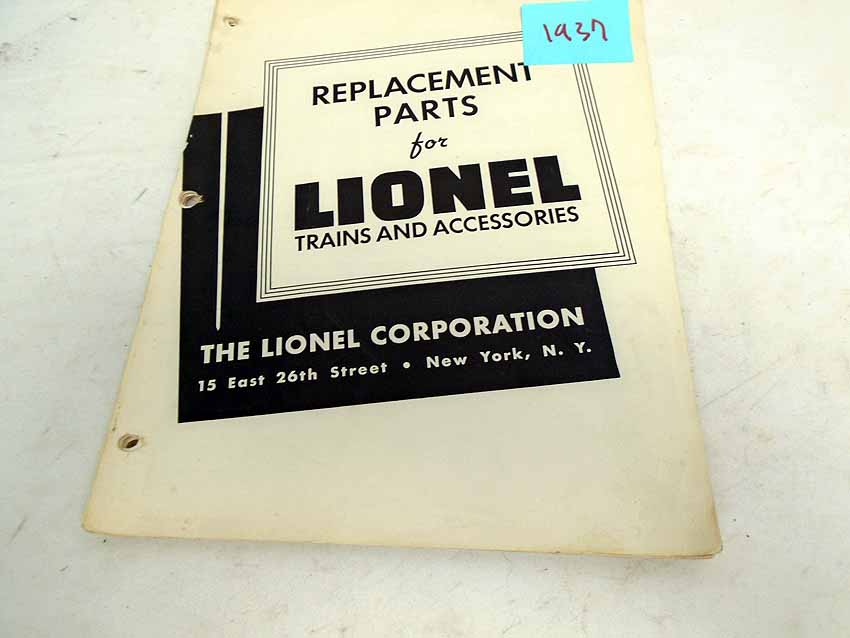 1937
REPLACEMENT
PARTS
for
LIONEL
TRAINS AND ACCESSORIES
THE LIONEL CORPORATION
15 East 26th Street • New York, N. Y.